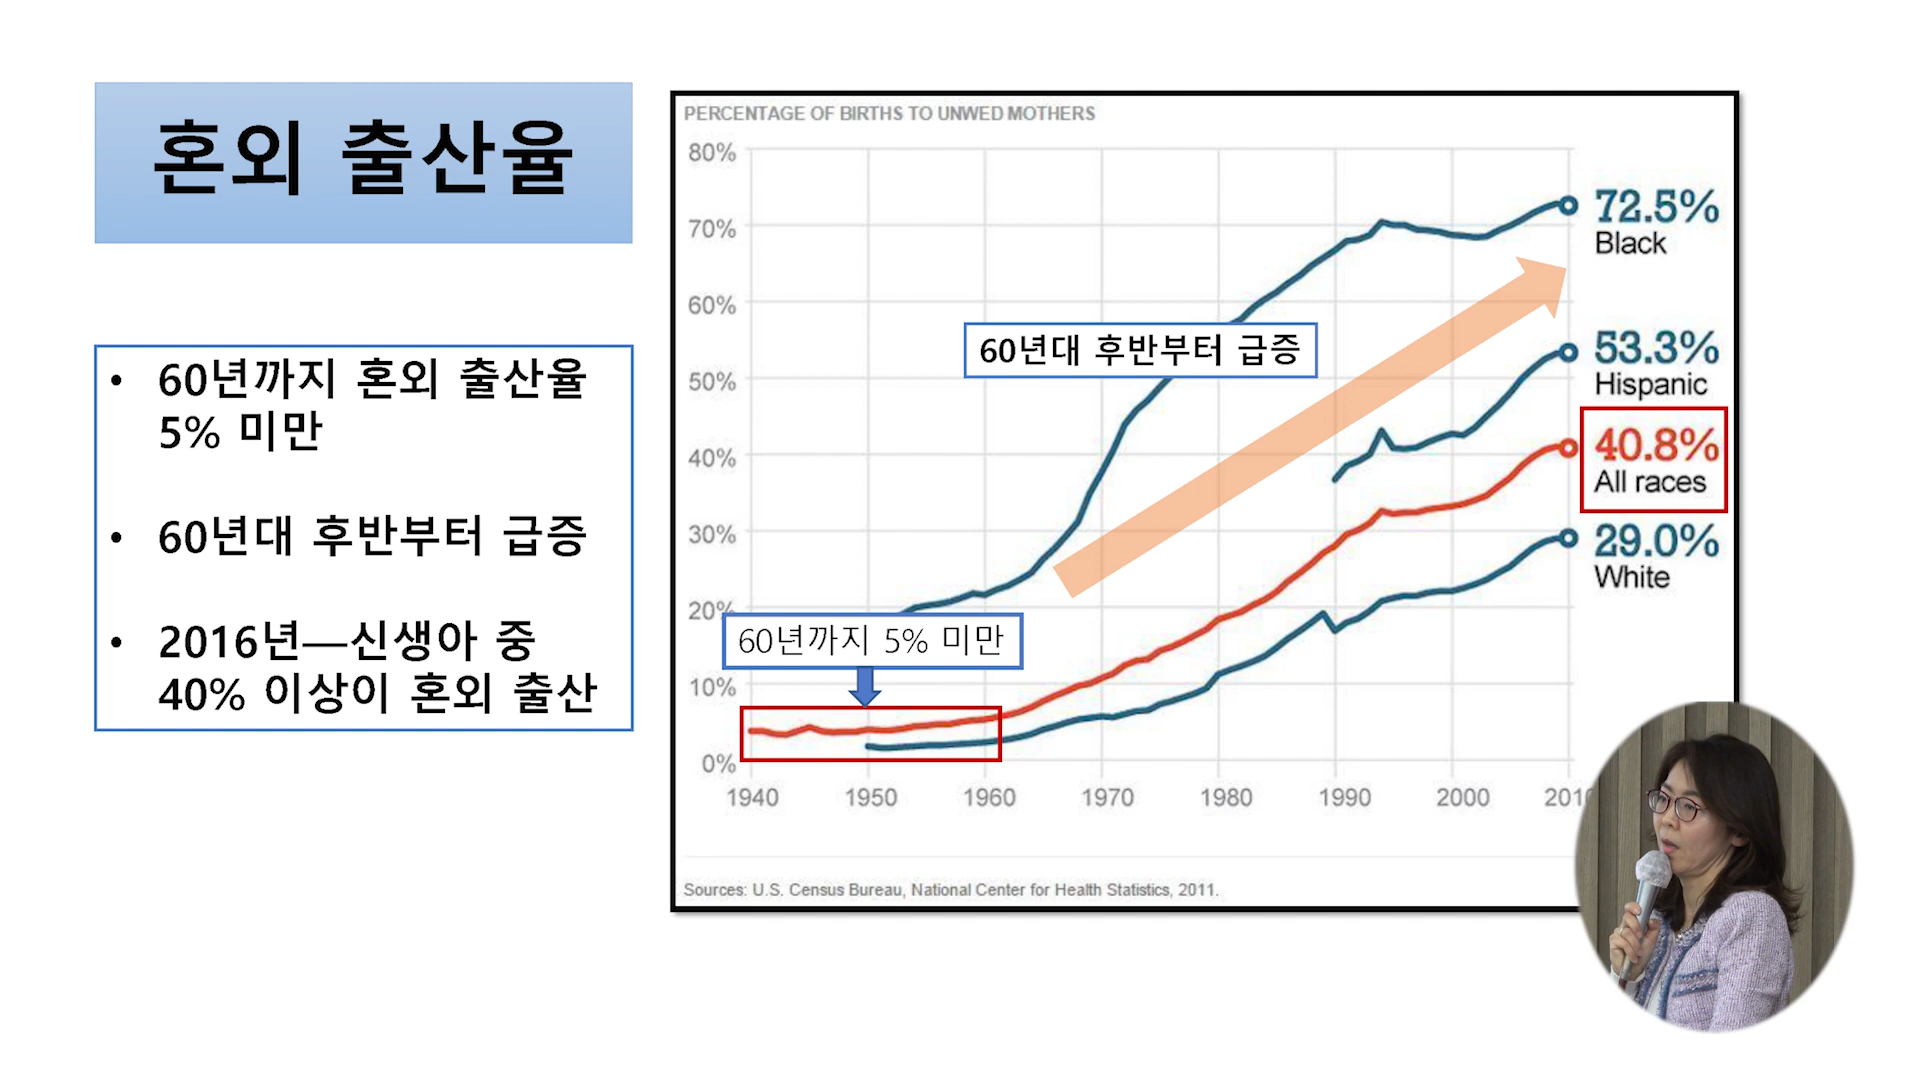 혼외 출산율
• 60년까지 혼외 출산율
5% 미만
• 60년대 후반부터 급증
• 2016년—신생아 중
40% 이상이 혼외 출산
PERCENTAGE OF BIRTHS TO UNWED MOTHERS
80%
70%
60%
50%
40%
30%
20%
10%
0%
60년대 후반부터 급증
60년까지 5% 미만
72.5%
Black
53.3%
Hispanic
40.8%
All races
29.0%
White
1940 1950 1960 1970 1980 1990 2000
Sources: U.S. Census Bureau, National Center for Health Statistics, 2011.